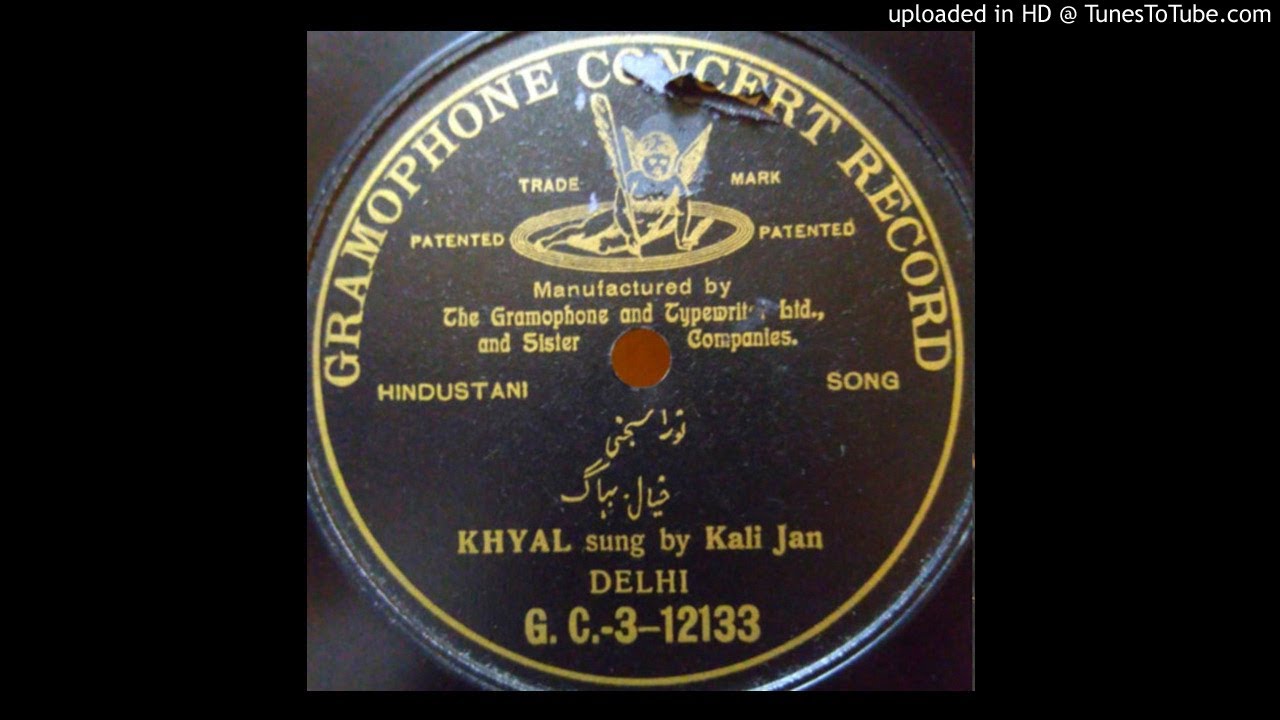 uploaded in HD @ TunesToTube.com
GRAMOPHONE CONCERT RECORD
TRADE MARK
PATENTED PATENTED
Manufactured by
The Gramophone and Typewrit Ltd.,
and Sister Companies.
HINDUSTANI SONG
تورا سجنی
خیال بہاگ
KHYAL sung by Kali Jan
DELHI
G. C.-3–12133